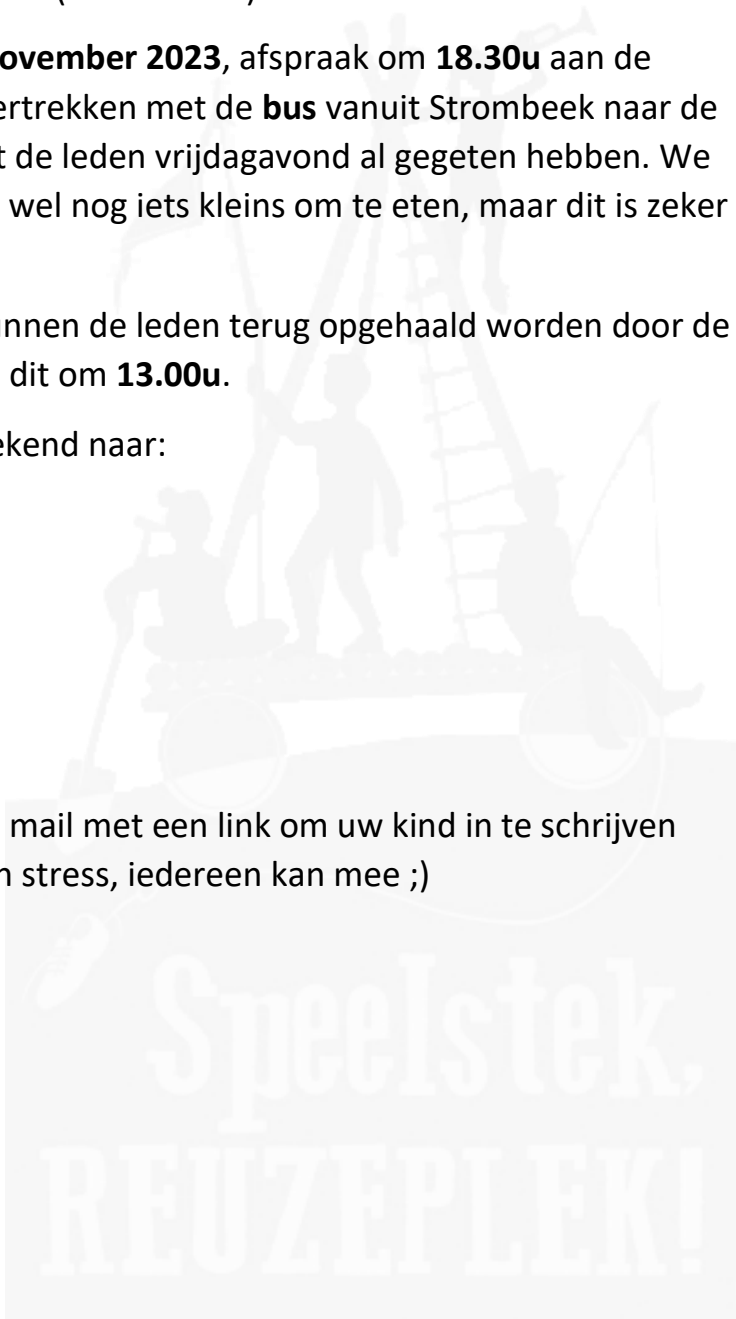 ovember 2023, afspraak om 18.30u aan de
ertrekken met de bus vanuit Strombeek naar de
t de leden vrijdagavond al gegeten hebben. We
wel nog iets kleins om te eten, maar dit is zeker
unnen de leden terug opgehaald worden door de
dit om 13.00u.
ekend naar:
mail met een link om uw kind in te schrijven
n stress, iedereen kan mee ;)
Speelstek,
REUZEPLEK!